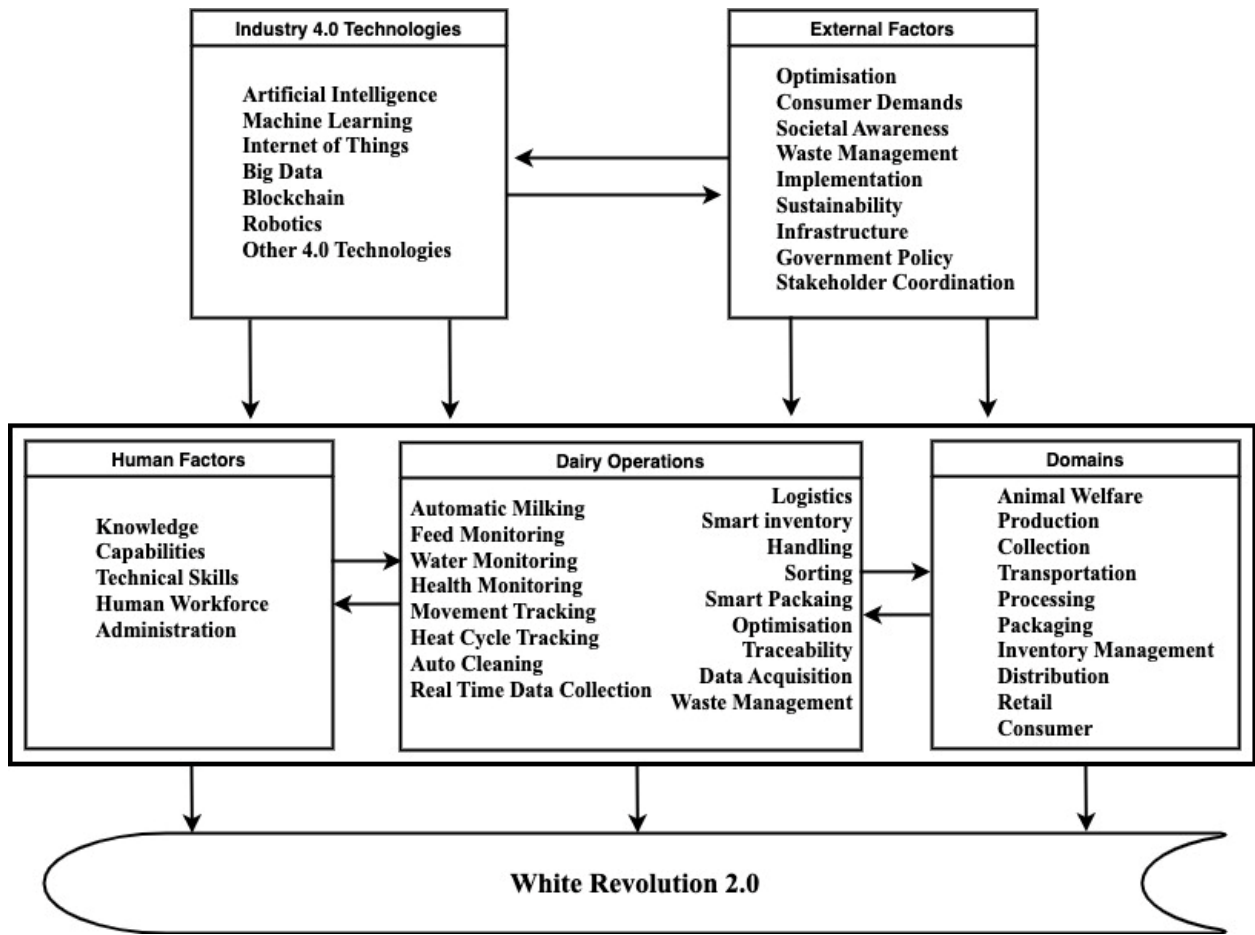 Industry 4.0 Technologies
Artificial Intelligence
Machine Learning
Internet of Things
Big Data
Blockchain
Robotics
Other 4.0 Technologies
External Factors
Optimisation
Consumer Demands
Societal Awareness
Waste Management
Implementation
Sustainability
Infrastructure
Government Policy
Stakeholder Coordination
Human Factors
Knowledge
Capabilities
Technical Skills
Human Workforce
Administration
Dairy Operations
Automatic Milking
Feed Monitoring
Water Monitoring
Health Monitoring
Movement Tracking
Heat Cycle Tracking
Auto Cleaning
Real Time Data Collection
Logistics
Smart inventory
Handling
Sorting
Smart Packaing
Optimisation
Traceability
Data Acquisition
Waste Management
Domains
Animal Welfare
Production
Collection
Transportation
Processing
Packaging
Inventory Management
Distribution
Retail
Consumer
White Revolution 2.0